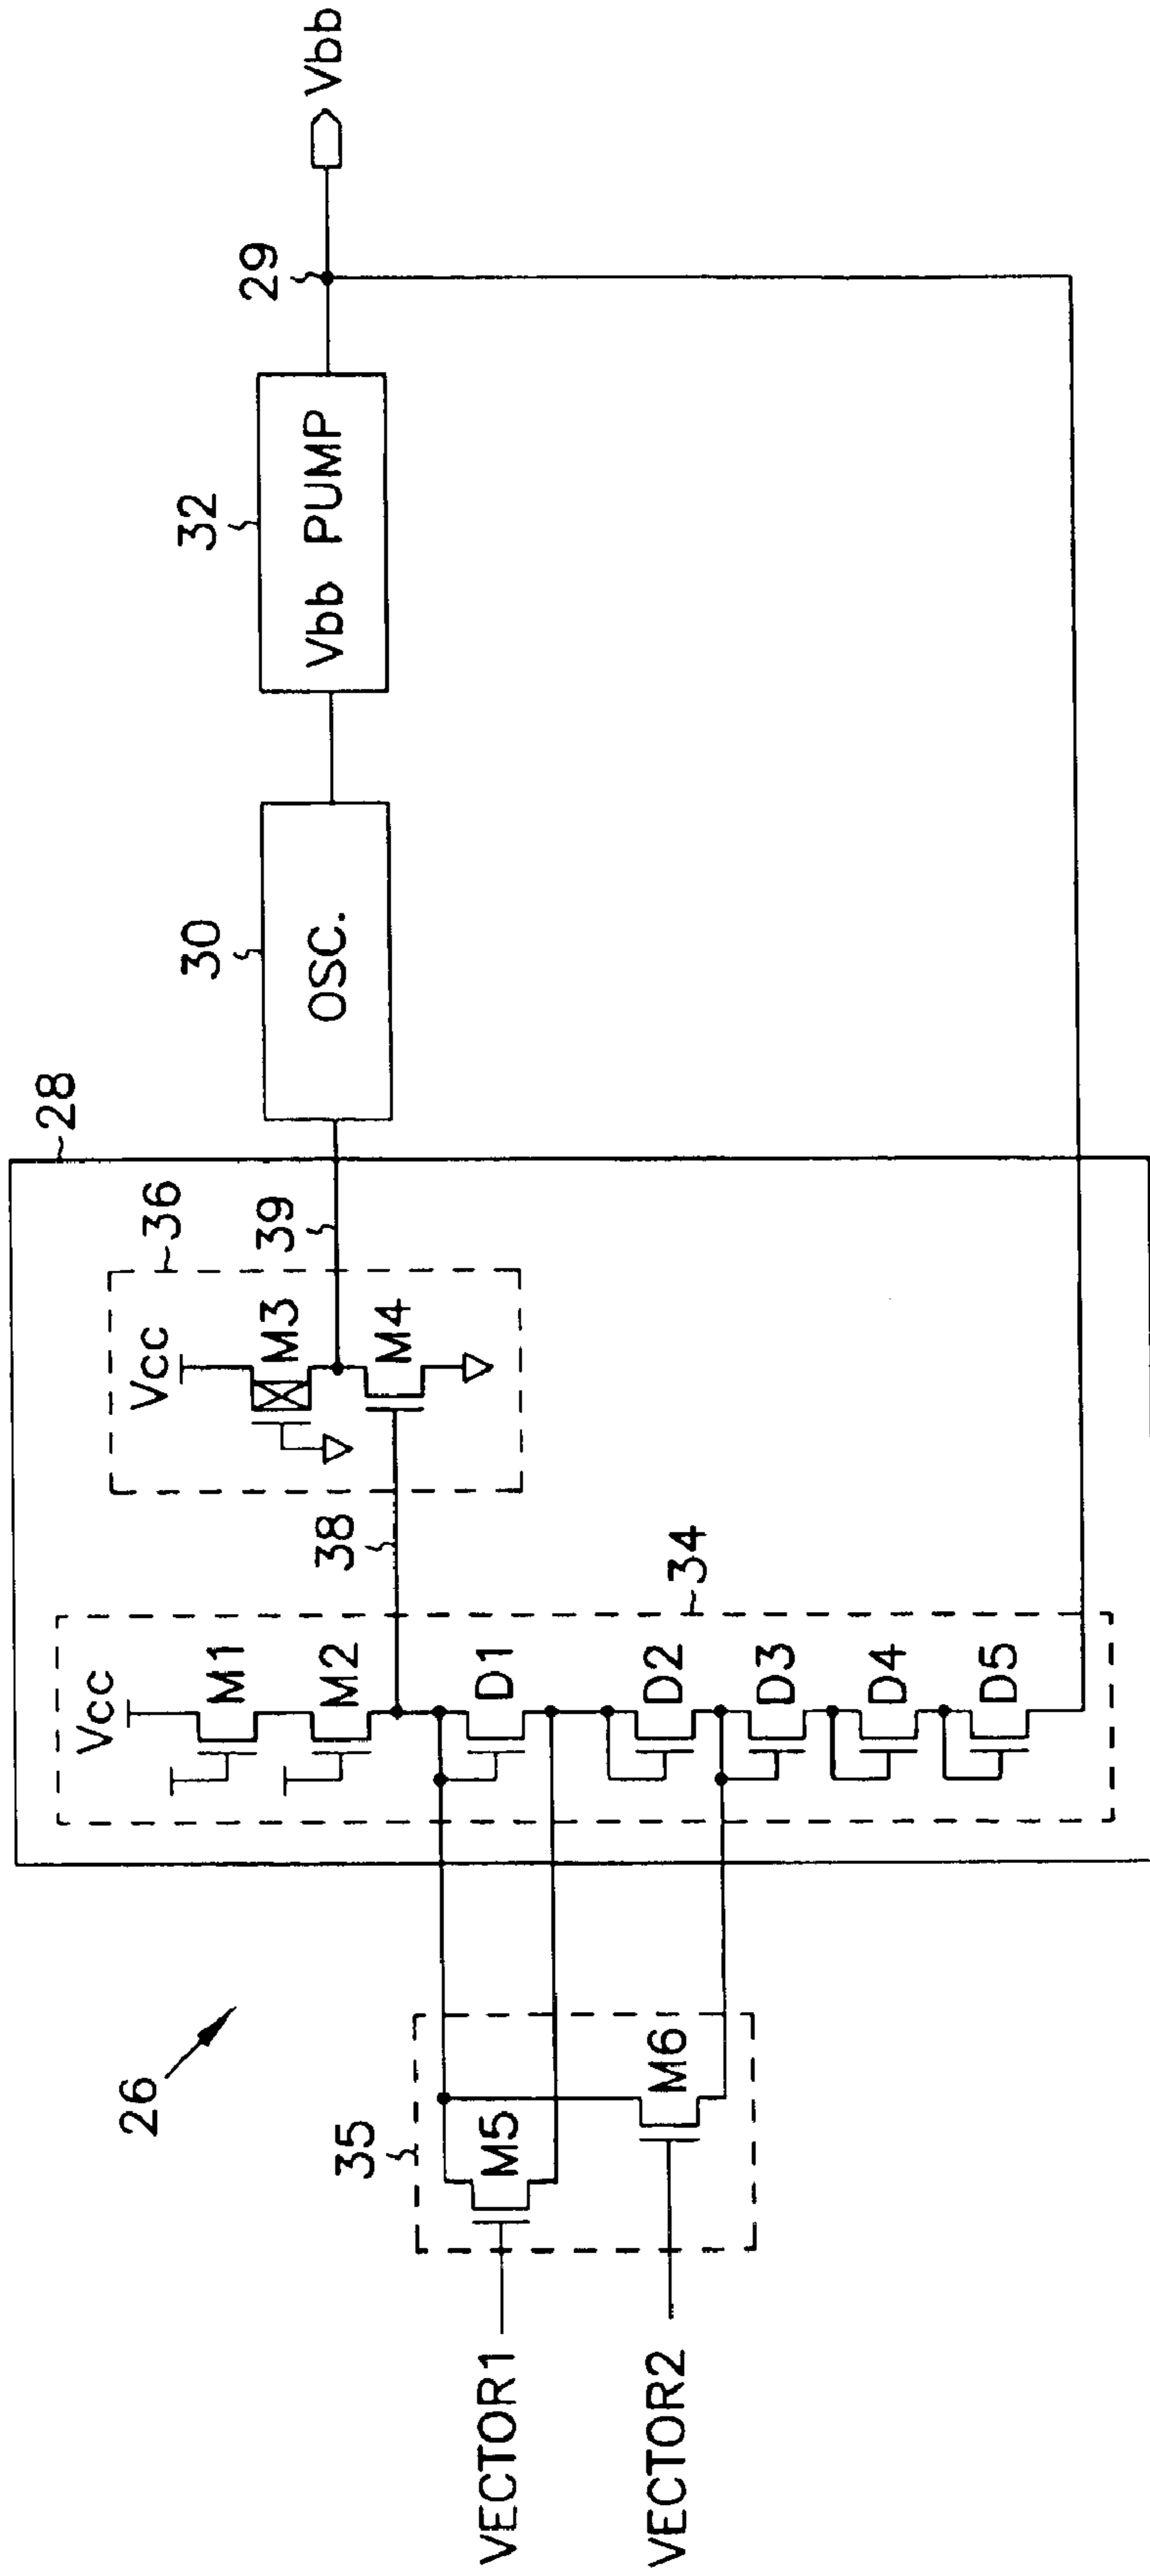 26
28
Vcc
M1
M2
D1
D2
D3
D4
D5
34
38
Vcc
M3
M4
36
39
30
OSC.
32
Vbb PUMP
29
Vbb
35
M5
M6
VECTOR1
VECTOR2